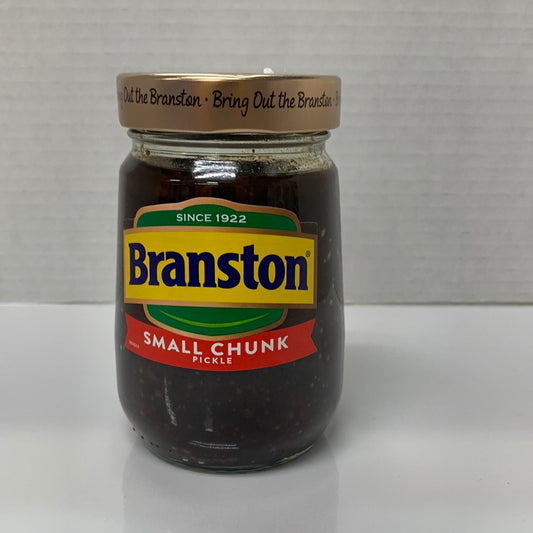 Out the Branston · Bring Out the Branston ·
SINCE 1922
Branston®
SMALL CHUNK
PICKLE